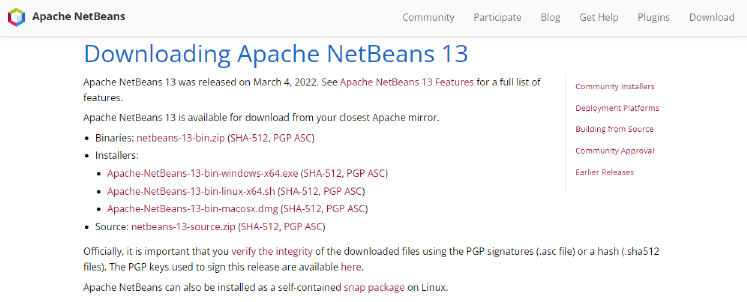 Apache NetBeans
Community Participate Blog Get Help Plugins Download
Downloading Apache NetBeans 13
Apache NetBeans 13 was released on March 4, 2022. See Apache NetBeans 13 Features for a full list of
features.
Apache NetBeans 13 is available for download from your closest Apache mirror.
• Binaries: netbeans-13-bin.zip (SHA-512, PGP ASC)
• Installers:
• Apache-NetBeans-13-bin-windows-x64.exe (SHA-512, PGP ASC)
• Apache-NetBeans-13-bin-linux-x64.sh (SHA-512, PGP ASC)
• Apache-NetBeans-13-bin-macosx.dmg (SHA-512, PGP ASC)
• Source: netbeans-13-source.zip (SHA-512, PGP ASC)
Officially, it is important that you verify the integrity of the downloaded files using the PGP signatures (.asc file) or a hash (.sha512
files). The PGP keys used to sign this release are available here.
Apache NetBeans can also be installed as a self-contained snap package on Linux.
Community Installers
Deployment Platforms
Building from Source
Community Approval
Earlier Releases